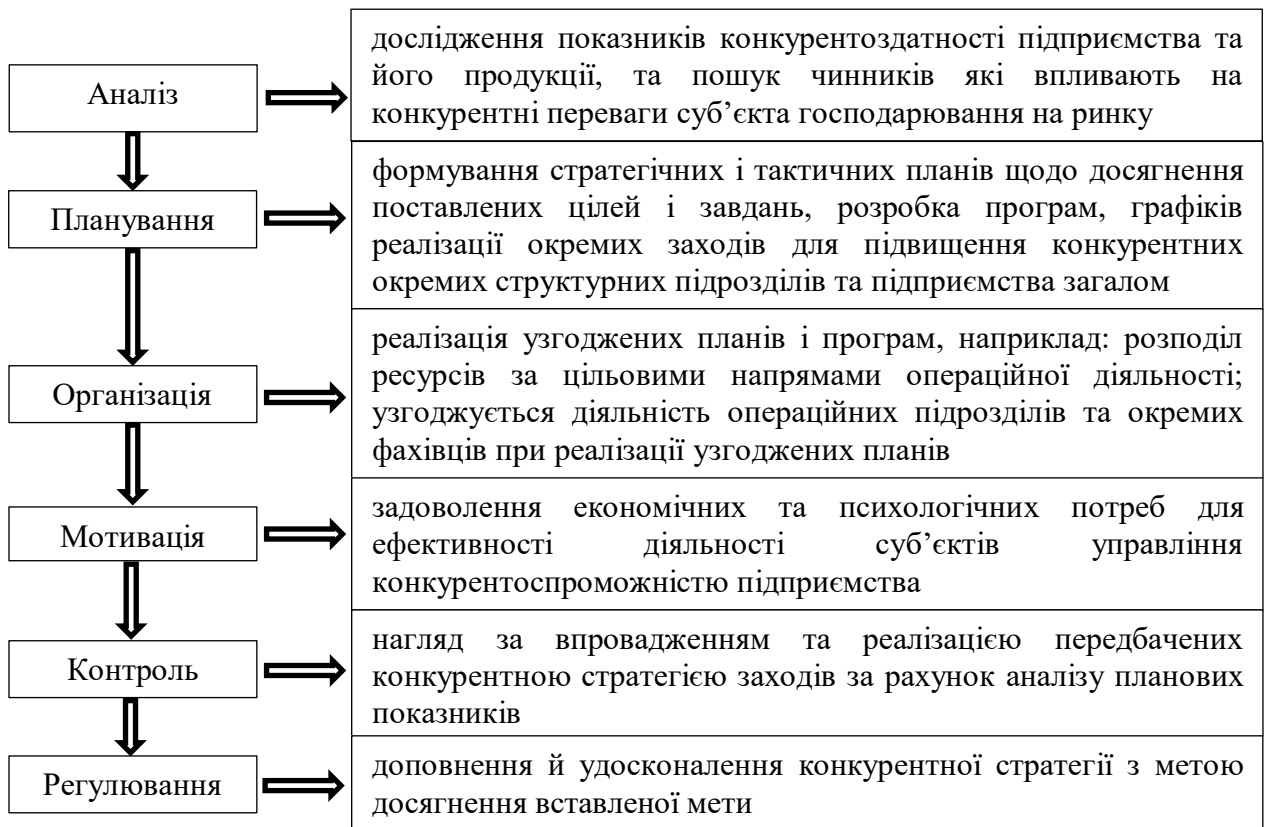 Аналіз
дослідження показників конкурентоздатності підприємства та
його продукції, та пошук чинників які впливають на
конкурентні переваги суб’єкта господарювання на ринку
Планування
формування стратегічних і тактичних планів щодо досягнення
поставлених цілей і завдань, розробка програм, графіків
реалізації окремих заходів для підвищення конкурентних
окремих структурних підрозділів та підприємства загалом
Організація
реалізація узгоджених планів і програм, наприклад: розподіл
ресурсів за цільовими напрямами операційної діяльності;
узгоджується діяльність операційних підрозділів та окремих
фахівців при реалізації узгоджених планів
Мотивація
задоволення економічних та психологічних потреб для
ефективності діяльності суб’єктів управління
конкурентоспроможністю підприємства
Контроль
нагляд за впровадженням та реалізацією передбачених
конкурентною стратегією заходів за рахунок аналізу планових
показників
Регулювання
доповнення й удосконалення конкурентної стратегії з метою
досягнення вставленої мети